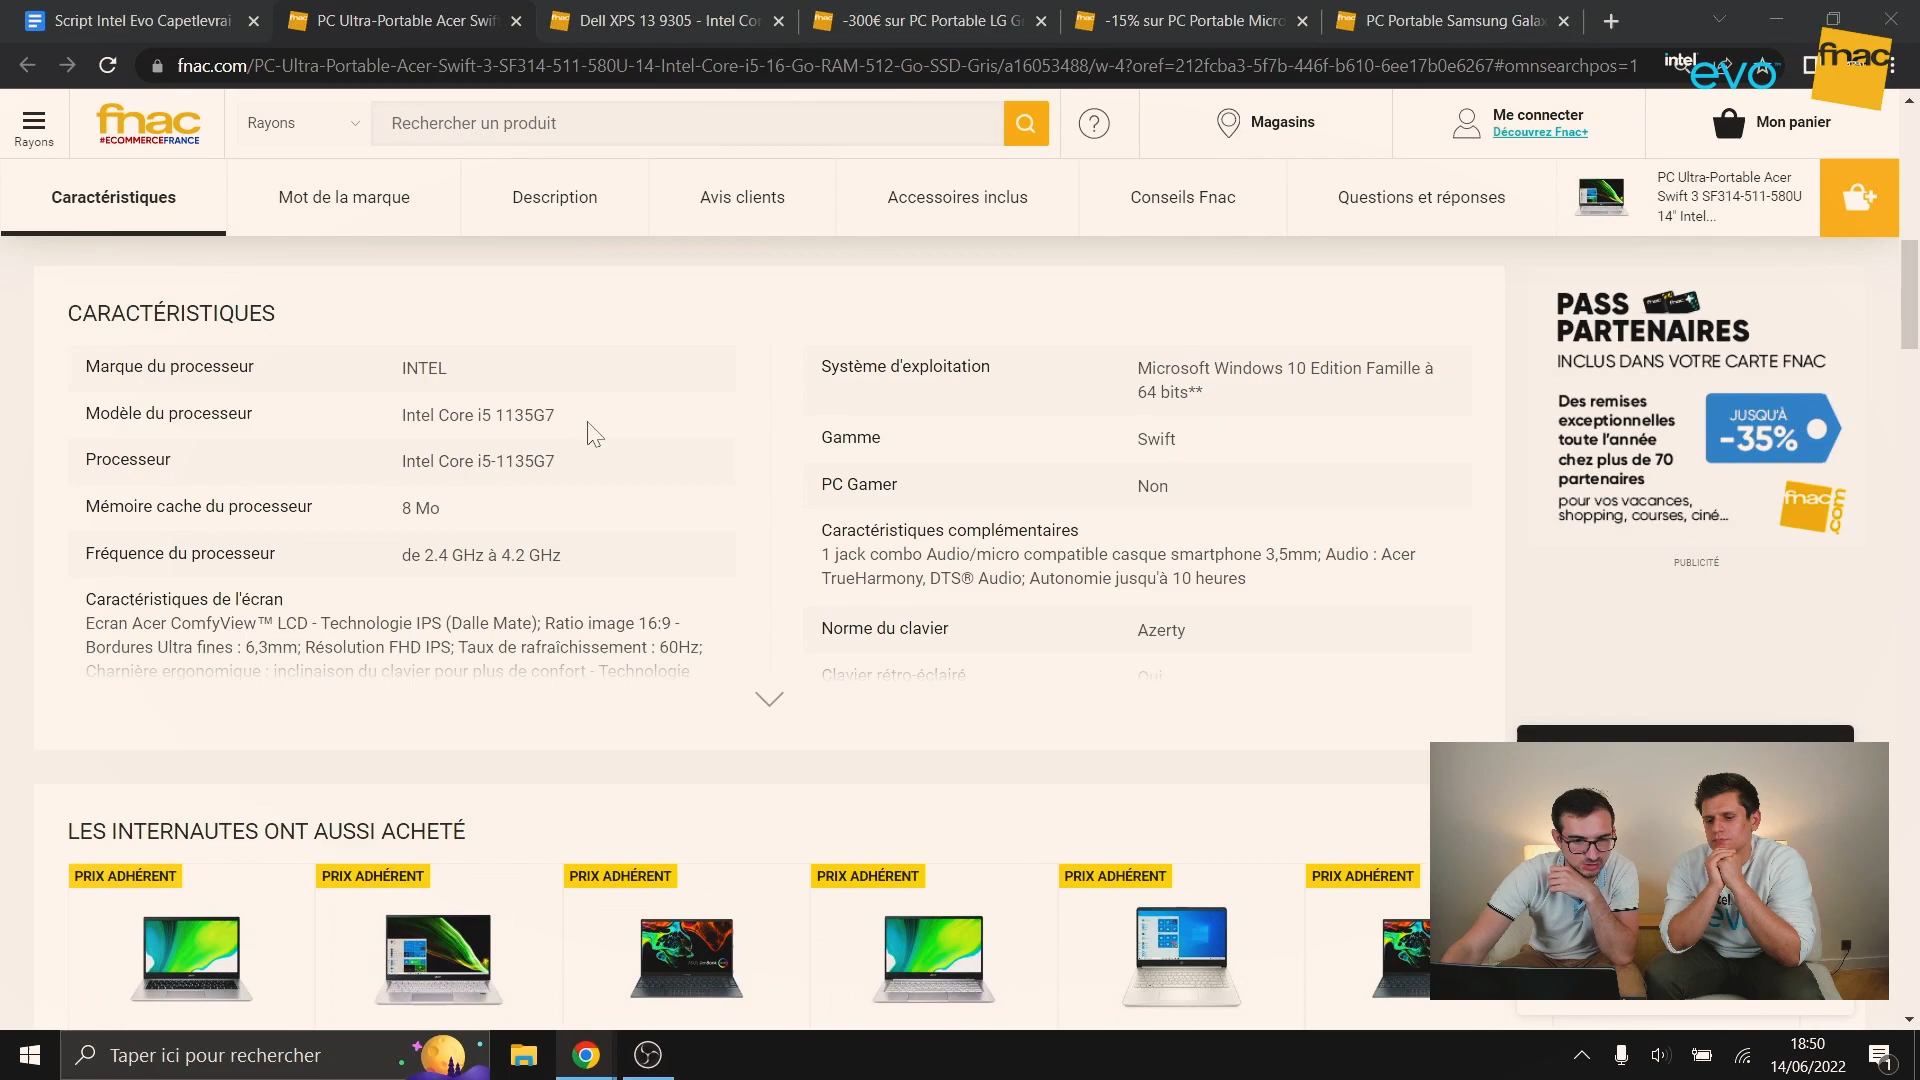 Script Intel Evo Capetlevrai
PC Ultra-Portable Acer Swif
Dell XPS 13 9305 - Intel Cor
-300€ sur PC Portable LG Gr
-15% sur PC Portable Micro
PC Portable Samsung Galax
fnac.com/PC-Ultra-Portable-Acer-Swift-3-SF314-511-580U-14-Intel-Core-i5-16-Go-RAM-512-Go-SSD-Gris/a16053488/w-4?oref=212fcba3-5f7b-446f-b610-6ee17b0e6267#omnsearchpos=1
intel
evo
fnac
Rayons
fnac
#ECOMMERCEFRANCE
Rayons
Rechercher un produit
?
Magasins
Me connecter
Découvrez Fnac+
Mon panier
Caractéristiques
Mot de la marque
Description
Avis clients
Accessoires inclus
Conseils Fnac
Questions et réponses
PC Ultra-Portable Acer
Swift 3 SF314-511-580U
14" Intel...
CARACTÉRISTIQUES
Marque du processeur INTEL
Modèle du processeur Intel Core i5 1135G7
Processeur Intel Core i5-1135G7
Mémoire cache du processeur 8 Mo
Fréquence du processeur de 2.4 GHz à 4.2 GHz
Caractéristiques de l'écran
Ecran Acer ComfyView™ LCD - Technologie IPS (Dalle Mate); Ratio image 16:9 -
Bordures Ultra fines : 6,3mm; Résolution FHD IPS; Taux de rafraîchissement : 60Hz;
Charnière ergonomique : inclinaison du clavier pour plus de confort - Technologie
Système d'exploitation Microsoft Windows 10 Edition Famille à
64 bits**
Gamme Swift
PC Gamer Non
Caractéristiques complémentaires
1 jack combo Audio/micro compatible casque smartphone 3,5mm; Audio : Acer
TrueHarmony, DTS® Audio; Autonomie jusqu'à 10 heures
Norme du clavier Azerty
Clavier rétro-éclairé Oui
PASS
PARTENAIRES
INCLUS DANS VOTRE CARTE FNAC
Des remises
exceptionnelles
toute l'année
chez plus de 70
partenaires
pour vos vacances,
shopping, courses, ciné...
JUSQU'À
-35%
fnac
.com
PUBLICITÉ
LES INTERNAUTES ONT AUSSI ACHETÉ
PRIX ADHÉRENT
PRIX ADHÉRENT
PRIX ADHÉRENT
PRIX ADHÉRENT
PRIX ADHÉRENT
PRIX ADHÉRENT
evo
Taper ici pour rechercher
18:50
14/06/2022
1